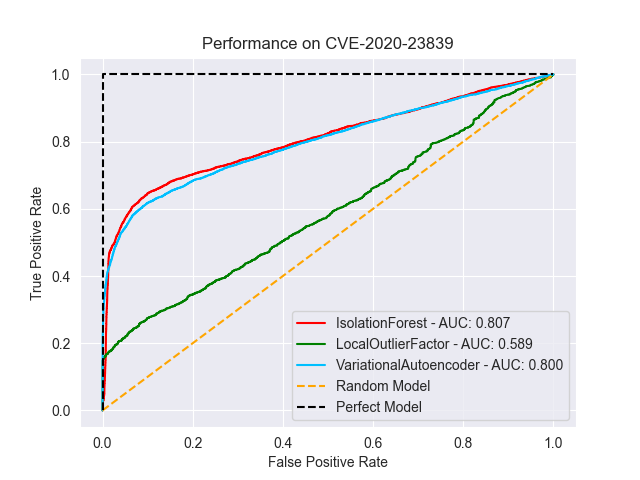 Performance on CVE-2020-23839
True Positive Rate
1.0
0.8
0.6
0.4
0.2
0.0
IsolationForest - AUC: 0.807
LocalOutlierFactor - AUC: 0.589
VariationalAutoencoder - AUC: 0.800
Random Model
Perfect Model
0.0 0.2 0.4 0.6 0.8 1.0
False Positive Rate